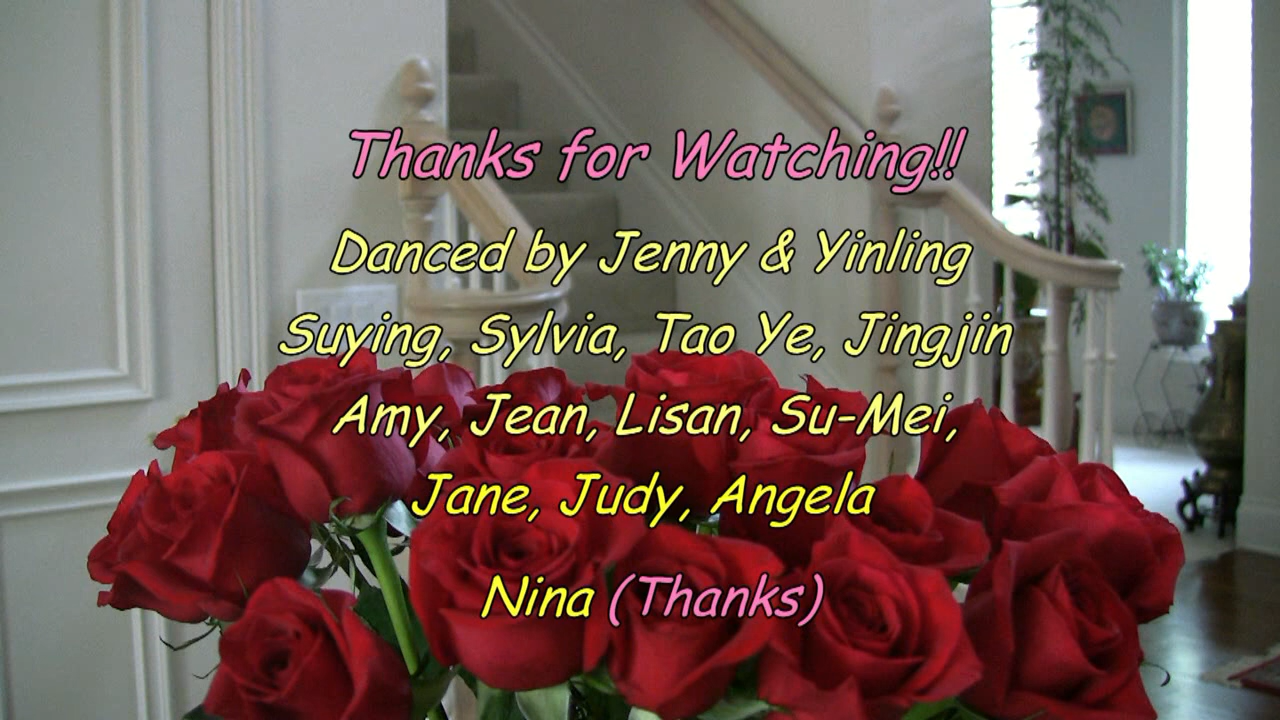 Thanks for Watching!!
Danced by Jenny & Yinling
Suying, Sylvia, Tao Ye, Jingjin
Amy, Jean, Lisan, Su-Mei,
Jane, Judy, Angela
Nina (Thanks)